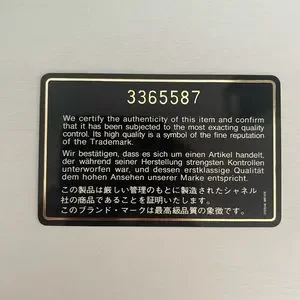 3365587
We certify the authenticity of this item and confirm
that it has been subjected to the most exacting quality
control. Its high quality is a symbol of the fine reputation
of the Trademark.
Wir bestätigen, dass es sich um einen Artikel handelt,
der während seiner Herstellung strengsten Kontrollen
unterworfen war, und dessen erstklassige Qualität
dem hohen Ansehen unserer Marke entspricht.
この製品は厳しい管理のもとに製造されたシャネル
社の商品であることを証明いたします。
このブランド・マークは最高級品質の象徴です。